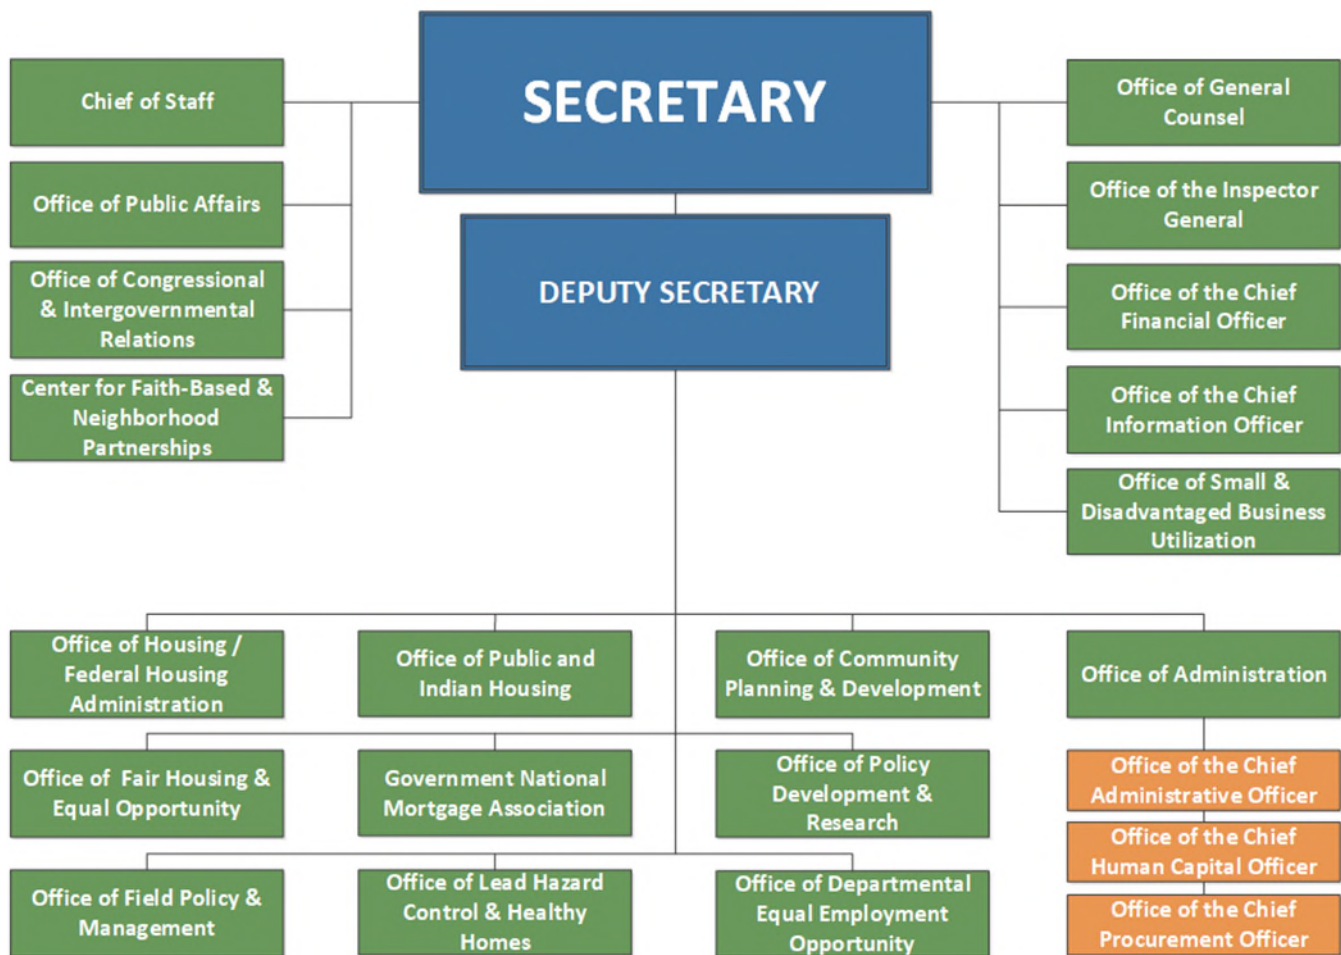 SECRETARY
DEPUTY SECRETARY
Chief of Staff
Office of Public Affairs
Office of Congressional
& Intergovernmental
Relations
Center for Faith-Based &
Neighborhood
Partnerships
Office of General
Counsel
Office of the Inspector
General
Office of the Chief
Financial Officer
Office of the Chief
Information Officer
Office of Small &
Disadvantaged Business
Utilization
Office of Housing /
Federal Housing
Administration
Office of Public and
Indian Housing
Office of Community
Planning & Development
Office of Administration
Office of Fair Housing &
Equal Opportunity
Government National
Mortgage Association
Office of Policy
Development &
Research
Office of the Chief
Administrative Officer
Office of the Chief
Human Capital Officer
Office of Field Policy &
Management
Office of Lead Hazard
Control & Healthy
Homes
Office of Departmental
Equal Employment
Opportunity
Office of the Chief
Procurement Officer